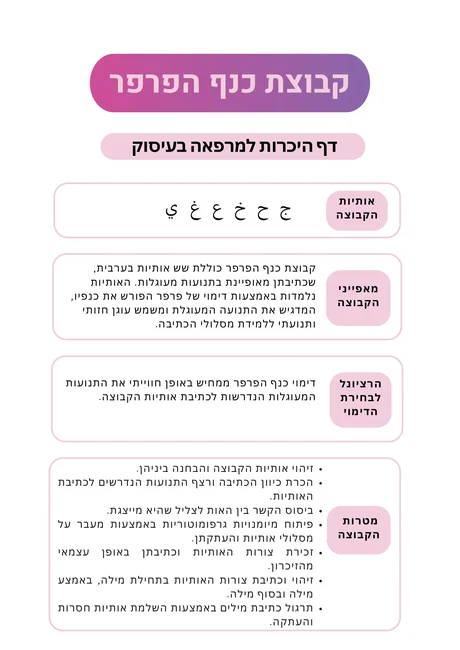 קבוצת כנף הפרפר
דף היכרות למרפאה בעיסוק
אותיות
הקבוצה
ج ح خ ع غ ي
מאפייני
הקבוצה
קבוצת כנף הפרפר כוללת שש אותיות בערבית,
שכתיבתן מאופיינת בתנועות מעוגלות. האותיות
נלמדות באמצעות דימוי של פרפר הפורש את כנפיו,
המדגיש את התנועה המעוגלת ומשמש עוגן חזותי
ותנועתי ללמידת מסלולי הכתיבה.
הרציונל
לבחירת
הדימוי
דימוי כנף הפרפר ממחיש באופן חווייתי את התנועות
המעוגלות הנדרשות לכתיבת אותיות הקבוצה.
מטרות
הקבוצה
• זיהוי אותיות הקבוצה והבחנה ביניהן.
• הכרת כיוון הכתיבה ורצף התנועות הנדרשים לכתיבת
האותיות.
• ביסוס הקשר בין האות לצליל שהיא מייצגת.
• פיתוח מיומנויות גרפומוטוריות באמצעות מעבר על
מסלולי אותיות והעתקתן.
• זכירת צורות האותיות וכתיבתן באופן עצמאי
מהזיכרון.
• זיהוי וכתיבת צורות האותיות בתחילת מילה, באמצע
מילה ובסוף מילה.
• תרגול כתיבת מילים באמצעות השלמת אותיות חסרות
והעתקה.